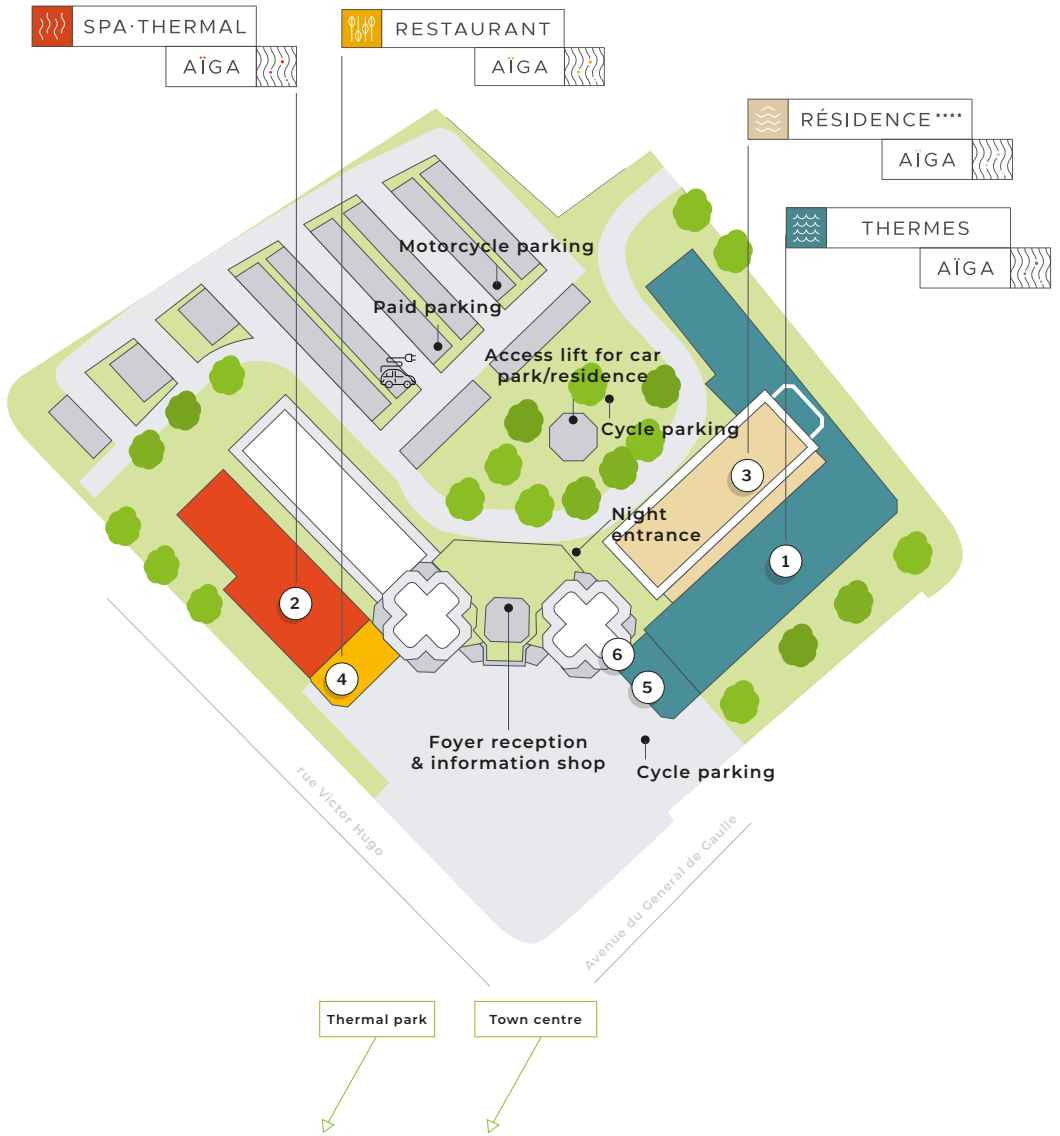 SPA·THERMAL
AÏGA
RESTAURANT
AÏGA
RÉSIDENCE ****
AÏGA
THERMES
AÏGA
Motorcycle parking
Paid parking
Access lift for car
park/residence
Cycle parking
3
Night
entrance
1
2
6
4
5
Foyer reception
& information shop
Cycle parking
rue Victor Hugo
Avenue du General de Gaulle
Thermal park
Town centre